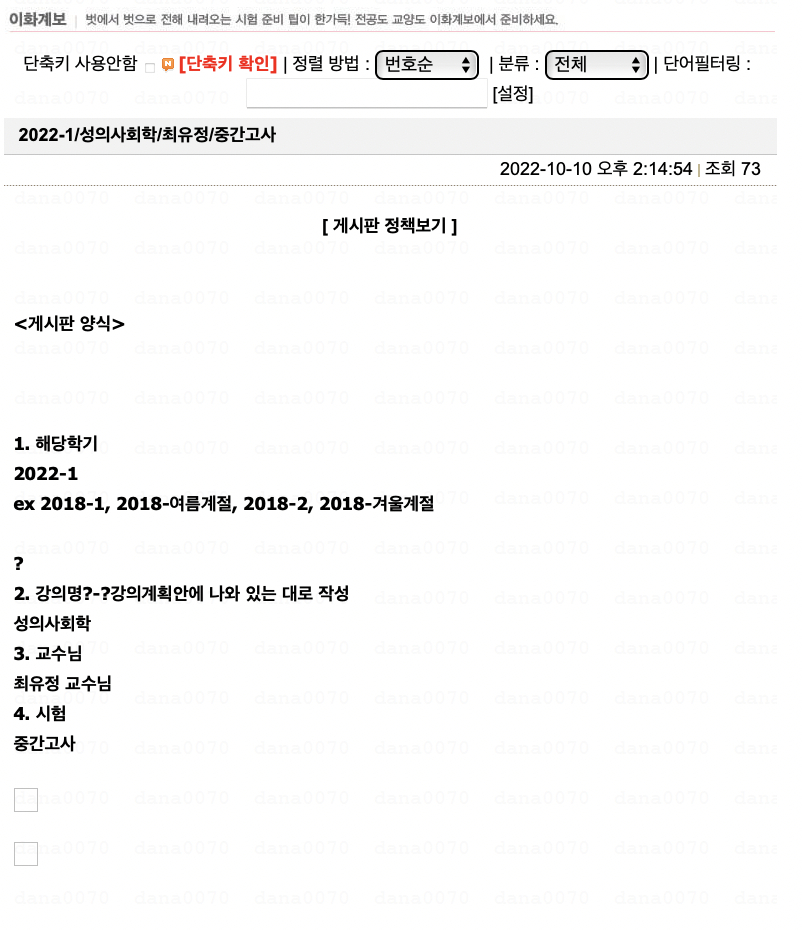 이화계보 | 벗에서 벗으로 전해 내려오는 시험 준비 팁이 한가득! 전공도 교양도 이화계보에서 준비하세요.
단축키 사용안함 N [단축키 확인] | 정렬 방법 : 번호순 | 분류 : 전체 | 단어필터링 :
[설정]
2022-1/성의사회학/최유정/중간고사
2022-10-10 오후 2:14:54 | 조회 73
[ 게시판 정책보기 ]
<게시판 양식>
1. 해당학기
2022-1
ex 2018-1, 2018-여름계절, 2018-2, 2018-겨울계절
?
2. 강의명?-?강의계획안에 나와 있는 대로 작성
성의사회학
3. 교수님
최유정 교수님
4. 시험
중간고사
dana0070